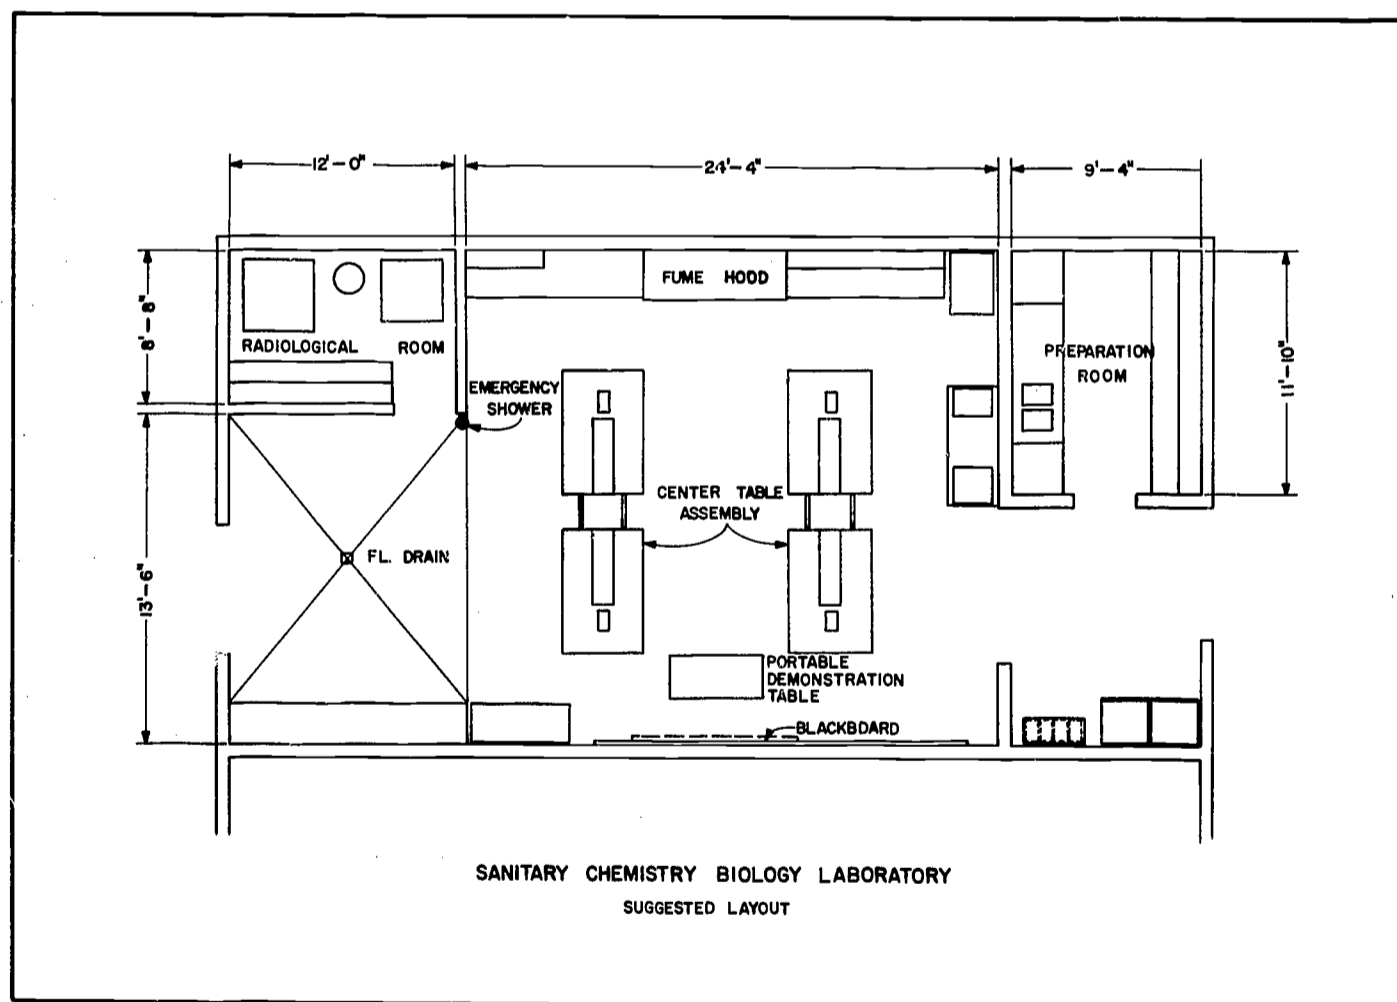 12'-0"
24'-4"
9'-4"
FUME HOOD
8'-8"
RADIOLOGICAL ROOM
PREPARATION
ROOM
11'-10"
EMERGENCY
SHOWER
CENTER TABLE
ASSEMBLY
FL. DRAIN
13'-6"
PORTABLE
DEMONSTRATION
TABLE
BLACKBOARD
SANITARY CHEMISTRY BIOLOGY LABORATORY
SUGGESTED LAYOUT